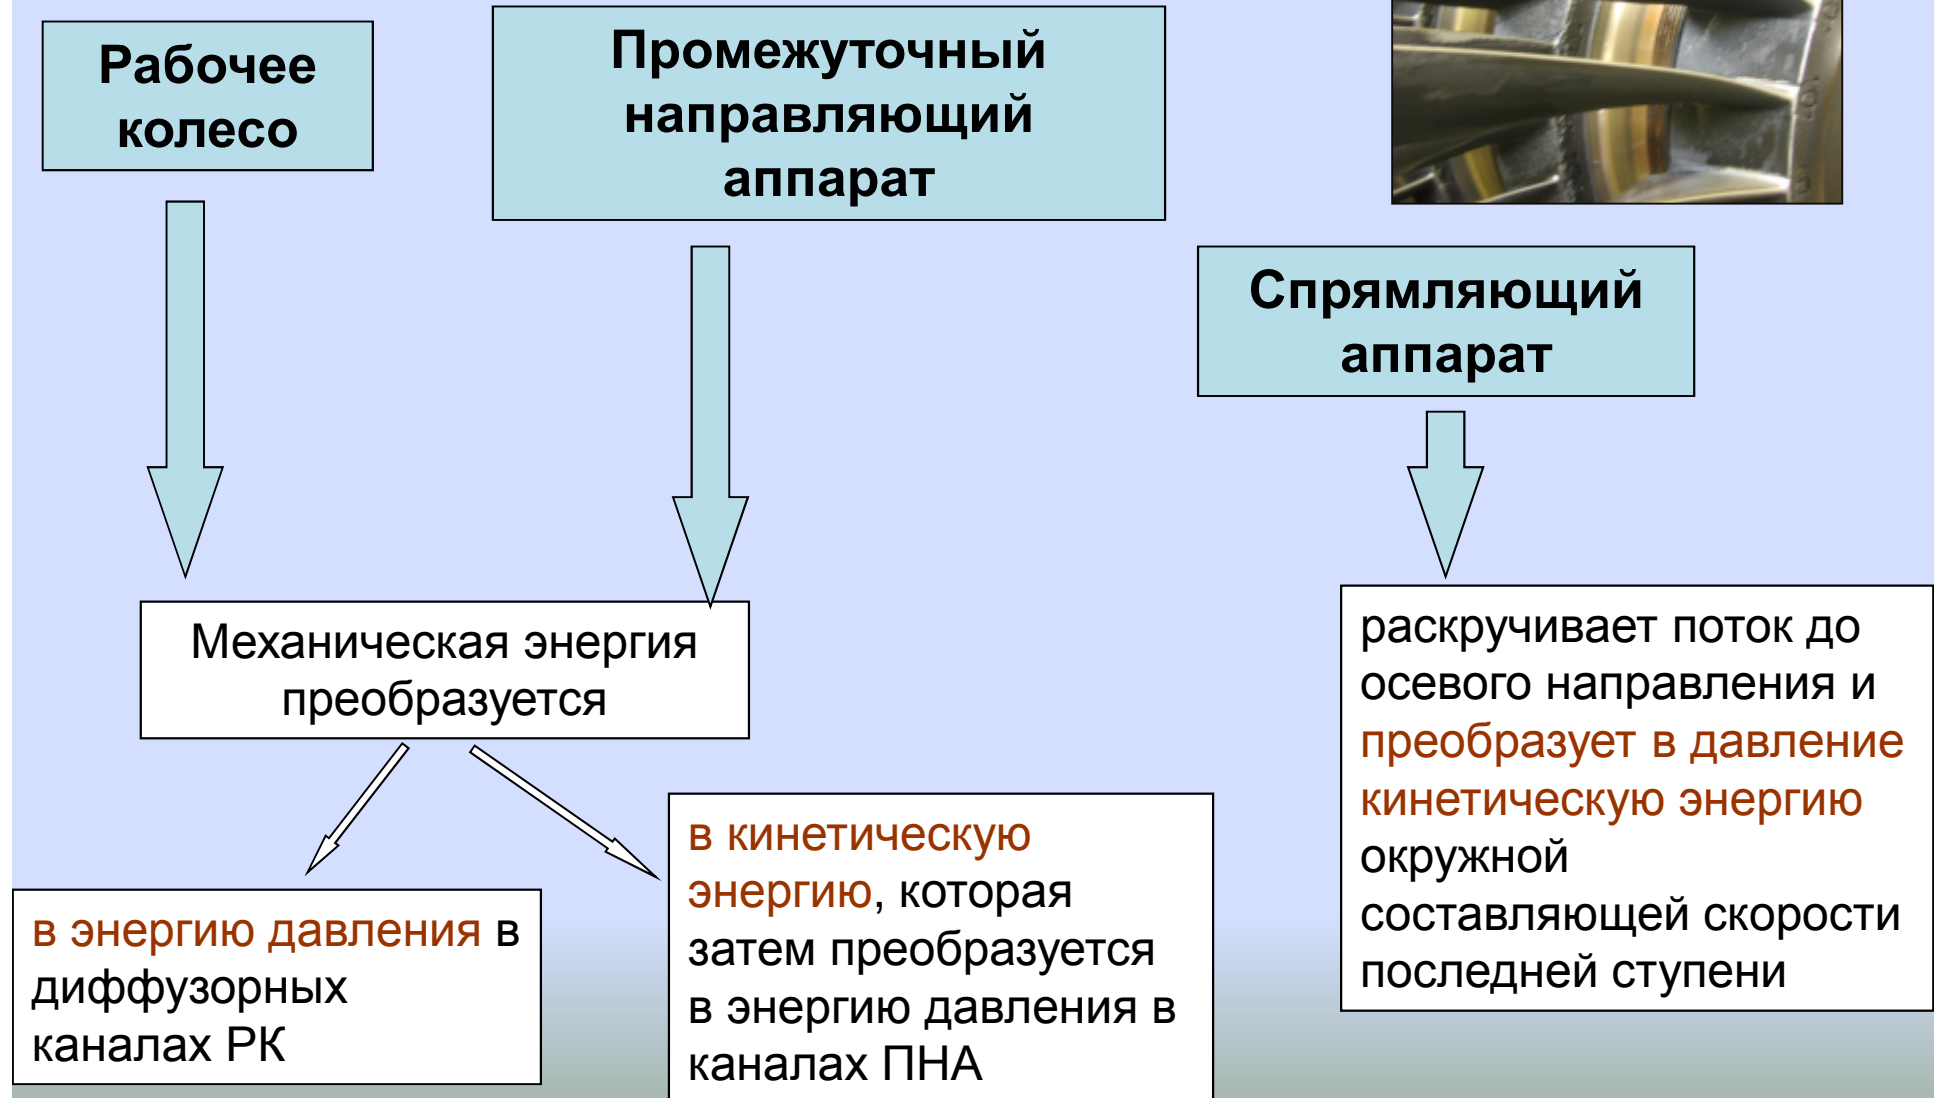 Рабочее
колесо
Промежуточный
направляющий
аппарат
Спрямляющий
аппарат
Механическая энергия
преобразуется
в энергию давления в
диффузорных
каналах РК
в кинетическую
энергию, которая
затем преобразуется
в энергию давления в
каналах ПНА
раскручивает поток до
осевого направления и
преобразует в давление
кинетическую энергию
окружной
составляющей скорости
последней ступени